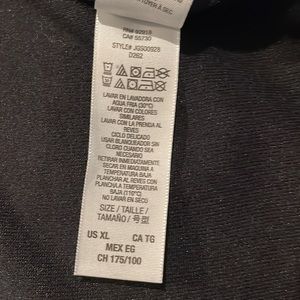 RN# 92918
CA# 55730
STYLE# JGS00928
D262
LAVAR EN LAVADORA CON
AGUA FRIA (30°C)
LAVAR CON COLORES
SIMILARES
LAVAR CON LA PRENDA AL
REVES
CICLO DELICADO
USAR BLANQUEADOR SIN
CLORO CUANDO SEA
NECESARIO
RETIRAR INMEDIATAMENTE
SECAR A TEMPERATURA
BAJA
PLANCHAR AL REVES CON
PLANCHA A TEMPERATURA
BAJA (110°C)
NO LAVAR EN SECO
SIZE / TAILLE /
TAMAÑO / 号型
US XL CA TG
MEX EG
CH 175/100